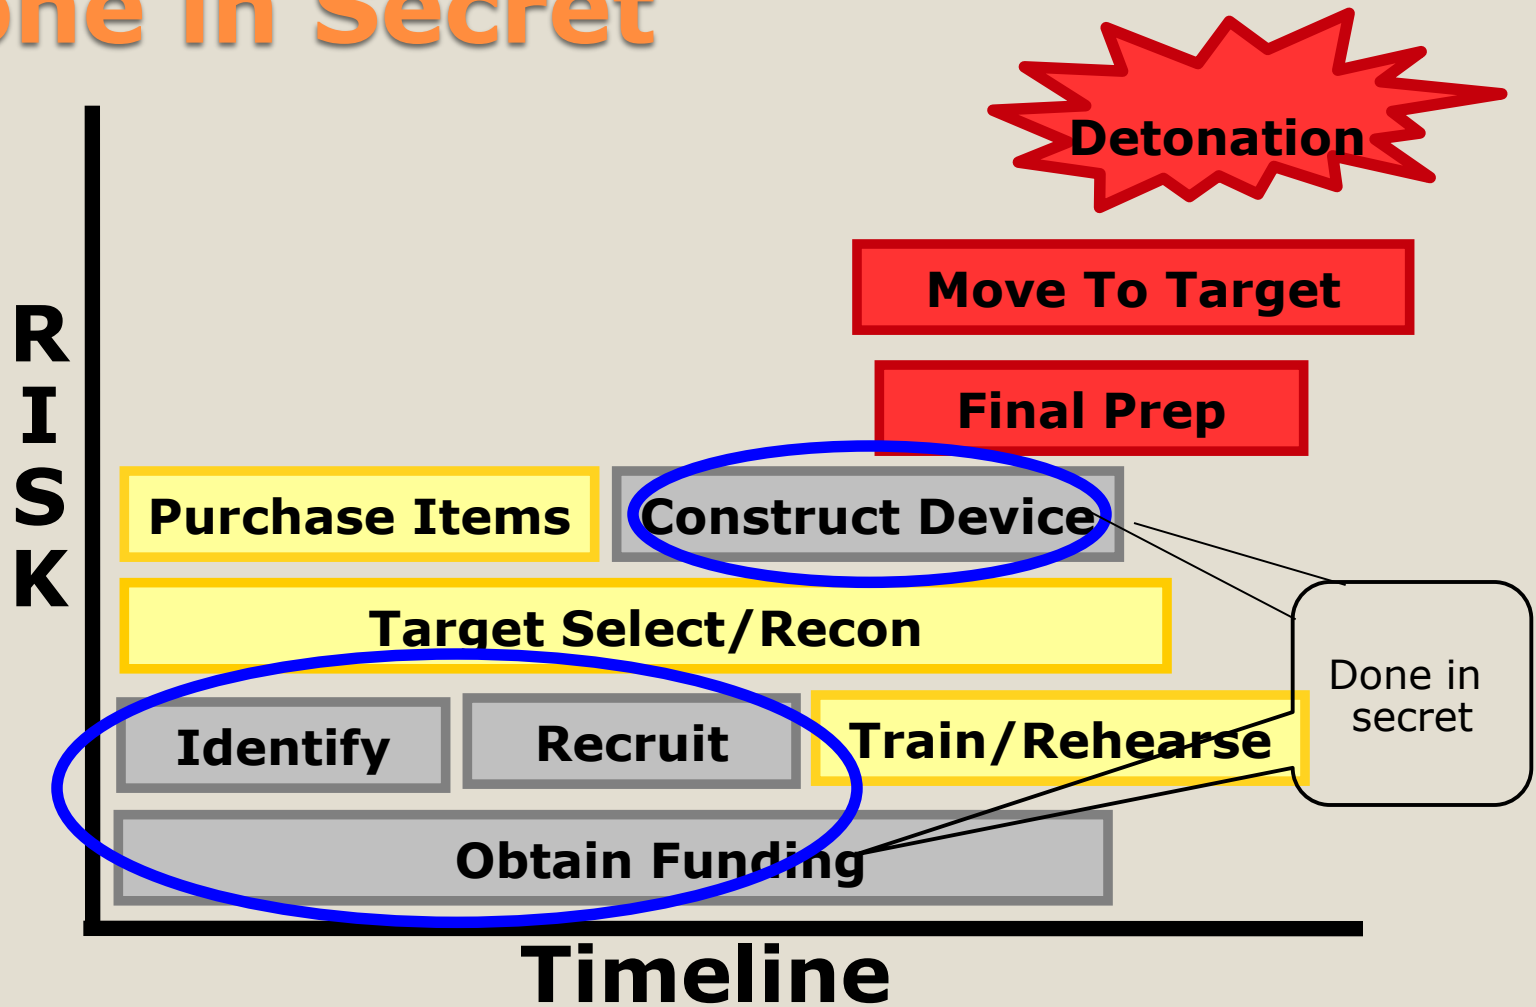 in Secret
Detonation
Move To Target
Final Prep
R
I
S
K
Purchase Items
Construct Device
Target Select/Recon
Done in
secret
Identify
Recruit
Train/Rehearse
Obtain Funding
Timeline